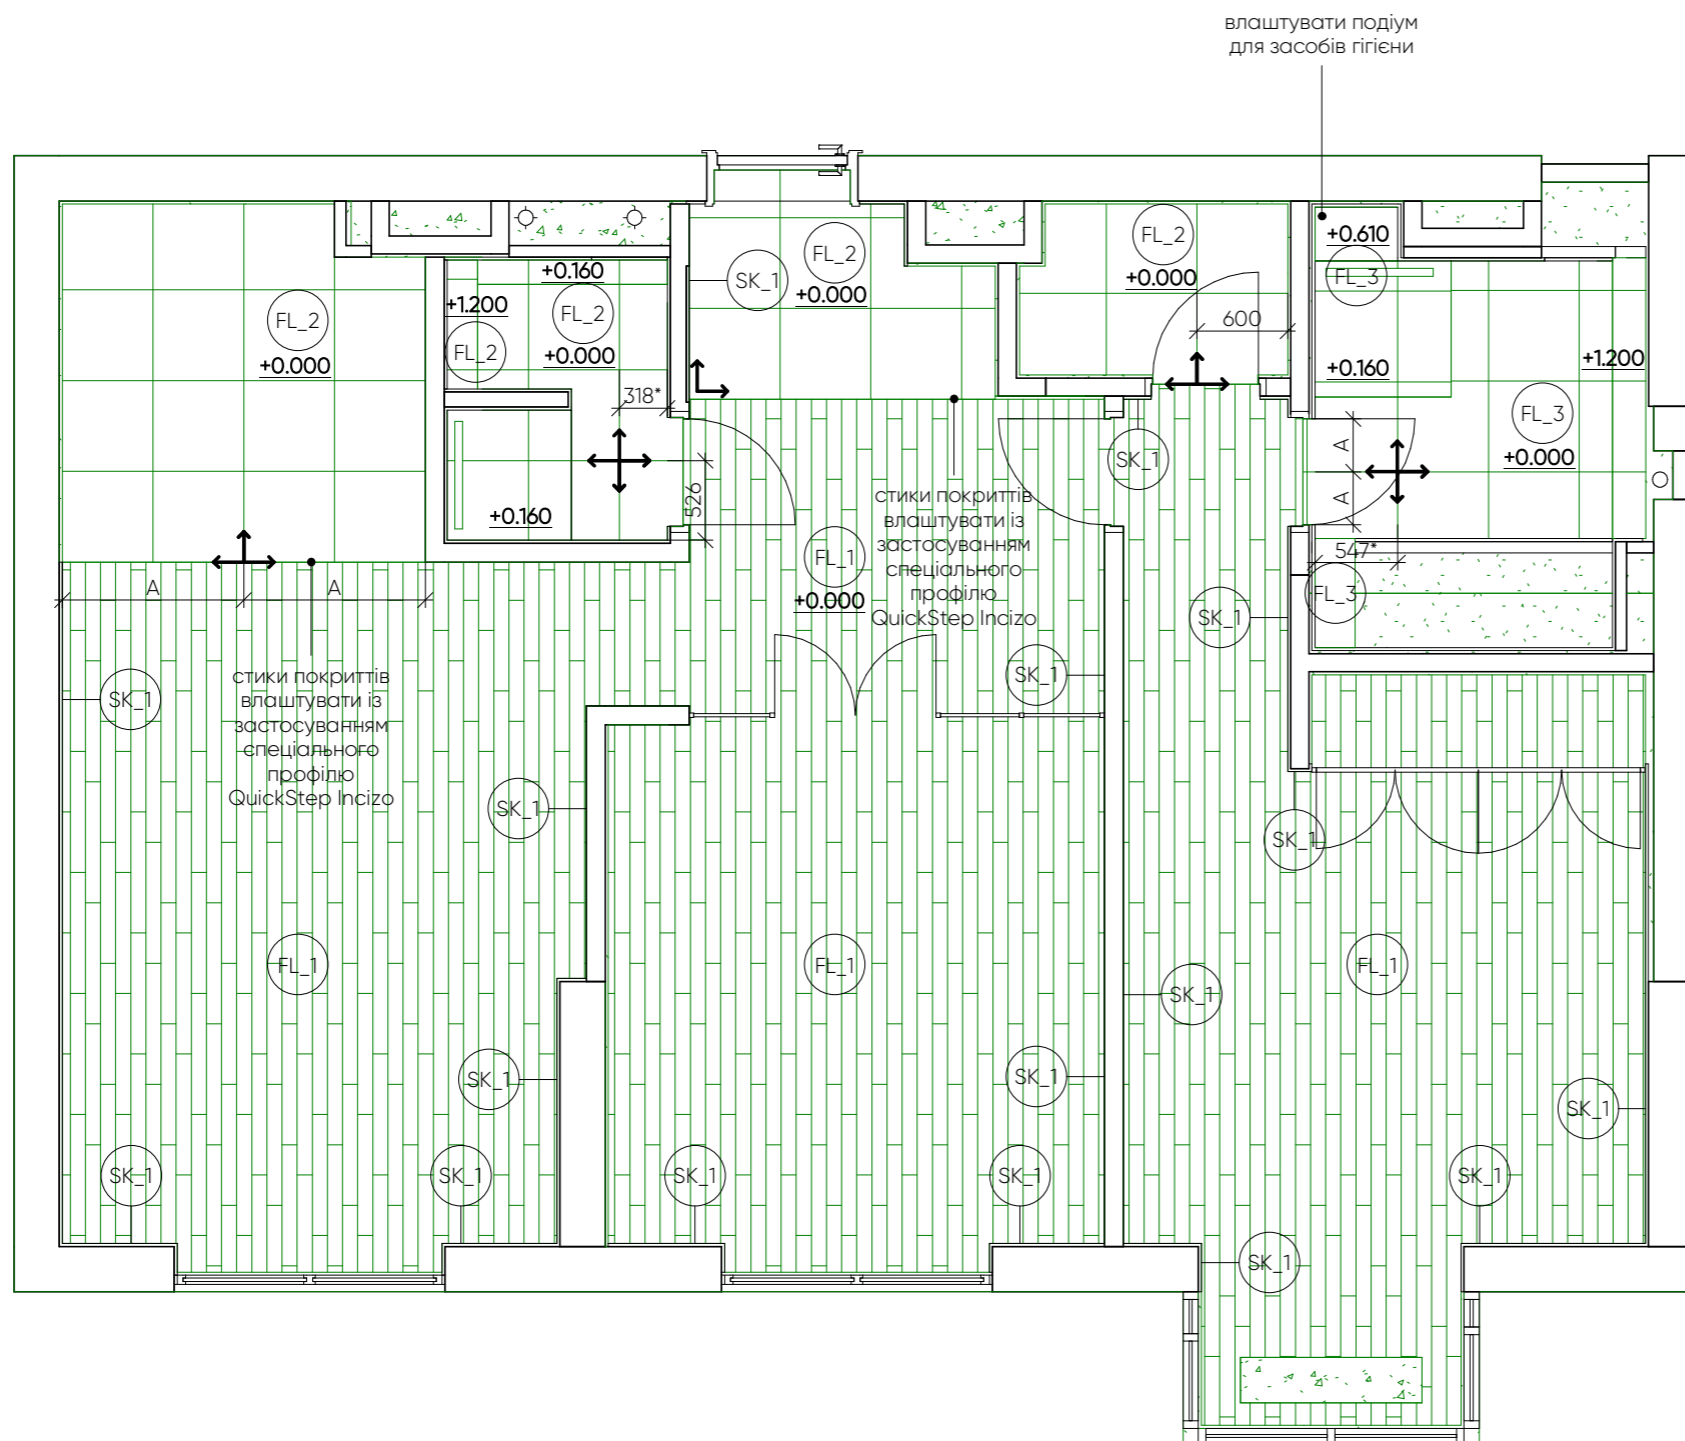 влаштувати подіум
для засобів гігієни
+0.610
FL_3
FL_2
+0.000
FL_2
+0.000
SK_1
+0.160
+1.200
FL_2
+0.000
FL_2
FL_2
+0.000
600
+0.160
+1.200
FL_3
+0.000
318*
526
+0.160
SK_1
A
A
547*
FL_3
A
A
стики покриттів
влаштувати із
застосуванням
спеціального
профілю
QuickStep Incizo
FL_1
+0.000
SK_1
SK_1
SK_1
стики покриттів
влаштувати із
застосуванням
спеціального
профілю
QuickStep Incizo
SK_1
SK_1
FL_1
FL_1
FL_1
SK_1
SK_1
SK_1
SK_1
SK_1
SK_1
SK_1
SK_1
SK_1
SK_1